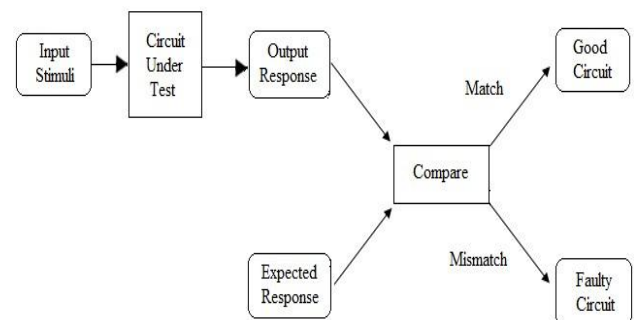 Input
Stimuli
Circuit
Under
Test
Output
Response
Good
Circuit
Match
Compare
Mismatch
Expected
Response
Faulty
Circuit